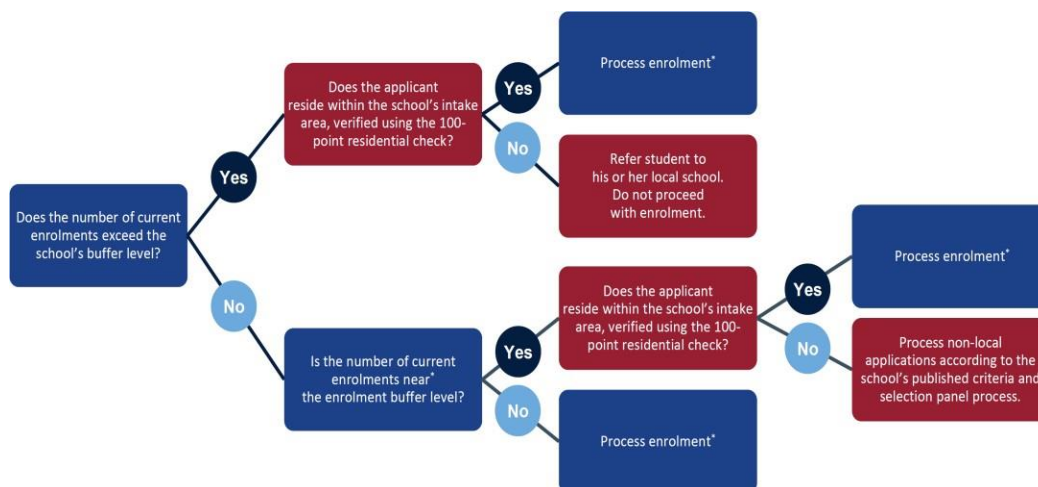 Does the number of current
enrolments exceed the
school's buffer level?
Yes
Does the applicant
reside within the school's intake
area, verified using the 100-
point residential check?
Yes
Process enrolment*
No
Refer student to
his or her local school.
Do not proceed
with enrolment.
No
Is the number of current
enrolments near*
the enrolment buffer level?
Yes
Does the applicant
reside within the school's intake
area, verified using the 100-
point residential check?
Yes
Process enrolment*
No
Process non-local
applications according to the
school's published criteria and
selection panel process.
No
Process enrolment*